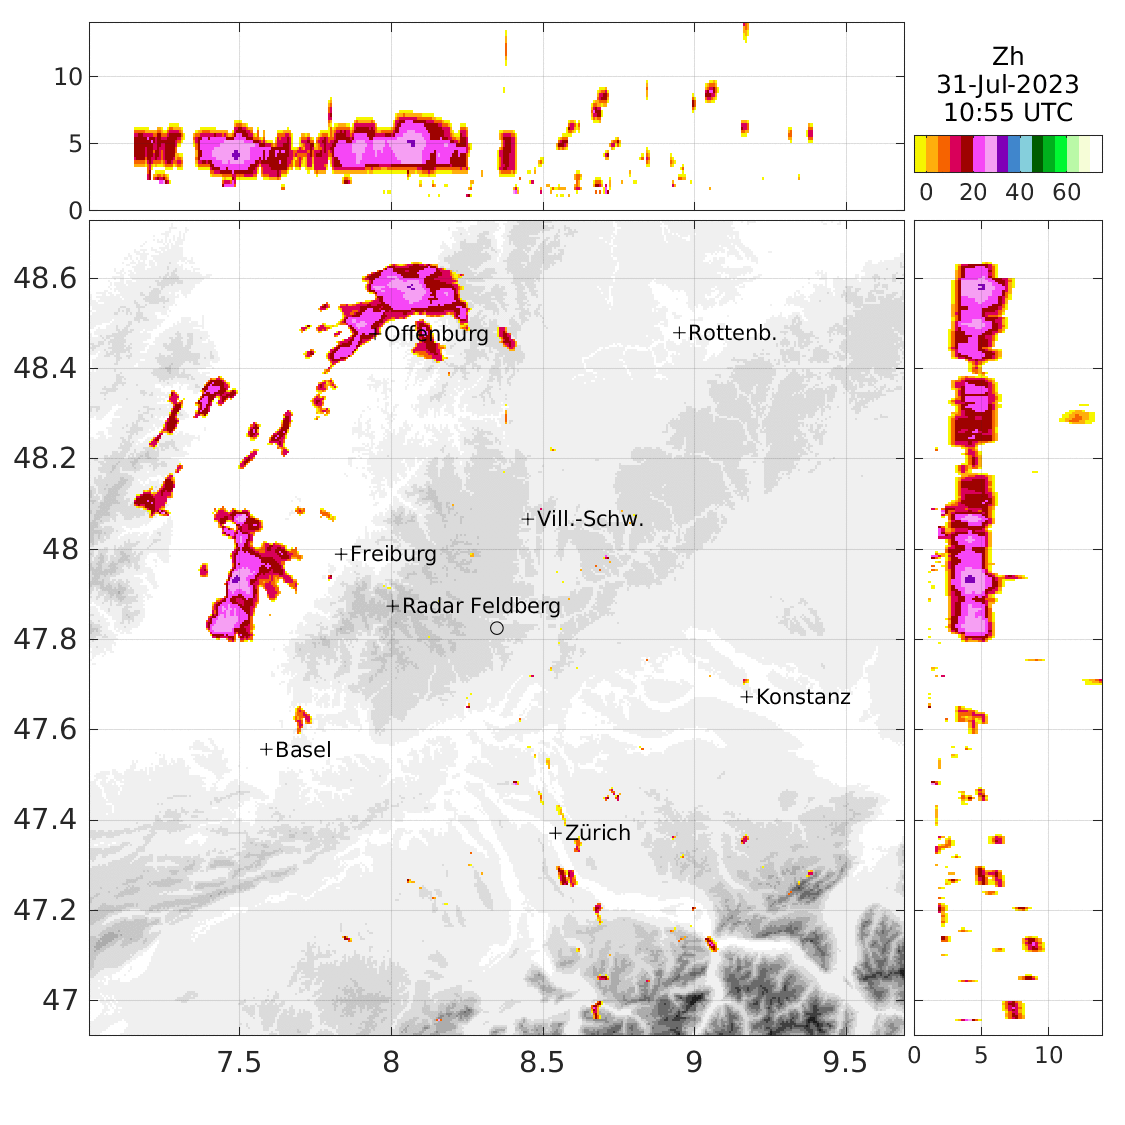 10
5
0
Zh
31-Jul-2023
10:55 UTC
0 20 40 60
48.6
48.4
48.2
48
47.8
47.6
47.4
47.2
47
+Offenburg
+Rottenb.
+Vill.-Schw.
+Freiburg
+Radar Feldberg
+Konstanz
+Basel
+Zürich
7.5 8 8.5 9 9.5
0 5 10